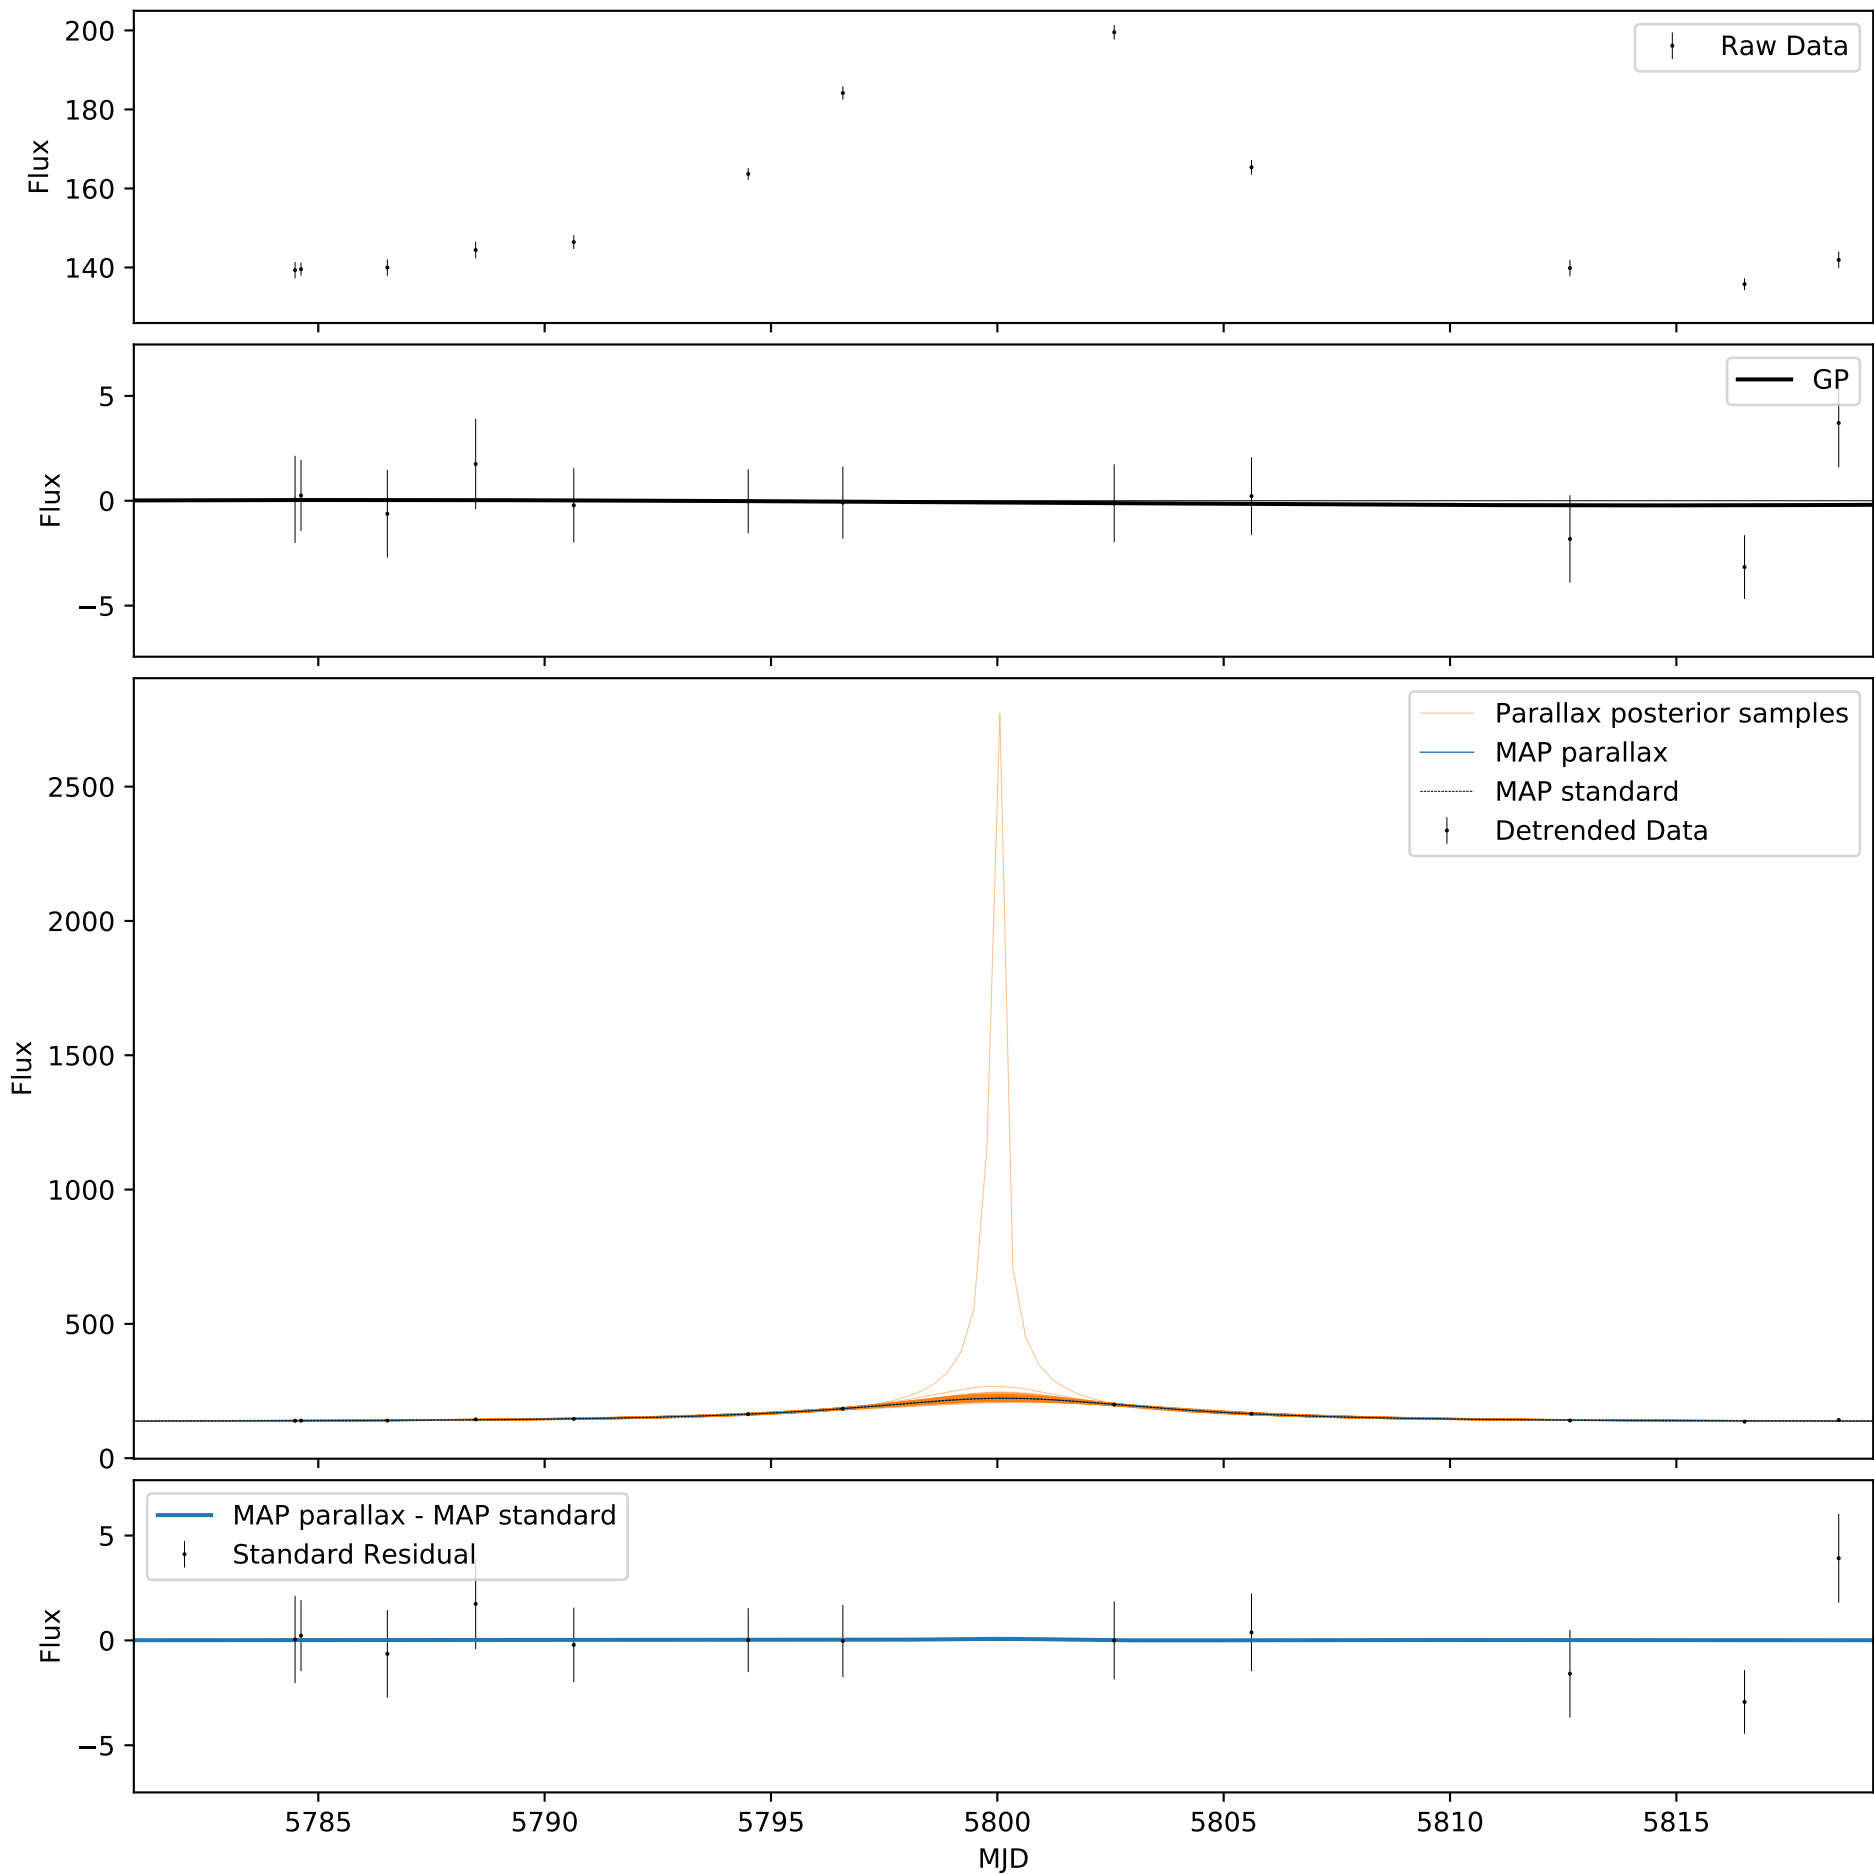 200
180
160
140
Flux
Raw Data
5
0
−5
Flux
GP
2500
2000
1500
1000
500
0
Flux
Parallax posterior samples
MAP parallax
MAP standard
Detrended Data
5
0
−5
Flux
MAP parallax - MAP standard
Standard Residual
5785 5790 5795 5800 5805 5810 5815
MJD